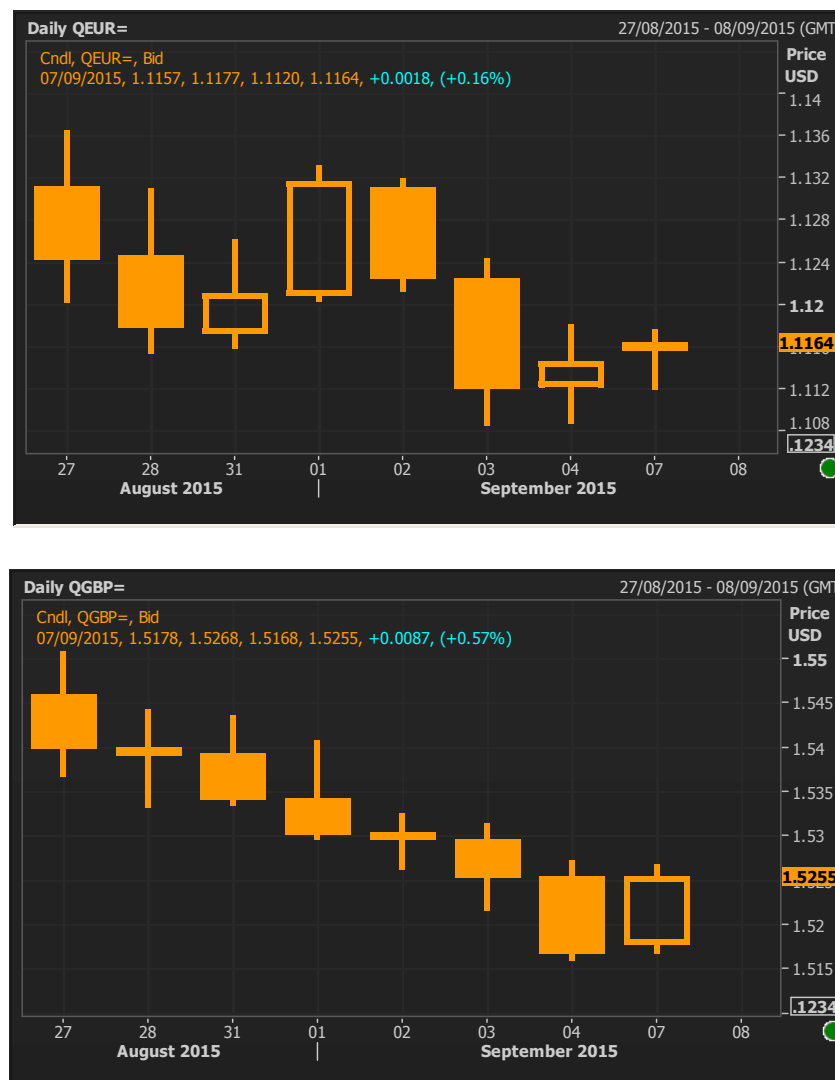 Daily QEUR= 27/08/2015 - 08/09/2015 (GMT
Cndl, QEUR=, Bid
07/09/2015, 1.1157, 1.1177, 1.1120, 1.1164, +0.0018, (+0.16%)
Price
USD
1.14
1.136
1.132
1.128
1.124
1.12
1.1164
1.112
1.108
.1234
27 28 31 01 02 03 04 07 08
August 2015 | September 2015
Daily QGBP= 27/08/2015 - 08/09/2015 (GMT
Cndl, QGBP=, Bid
07/09/2015, 1.5178, 1.5268, 1.5168, 1.5255, +0.0087, (+0.57%)
Price
USD
1.55
1.545
1.54
1.535
1.53
1.5255
1.52
1.515
.1234
27 28 31 01 02 03 04 07 08
August 2015 | September 2015